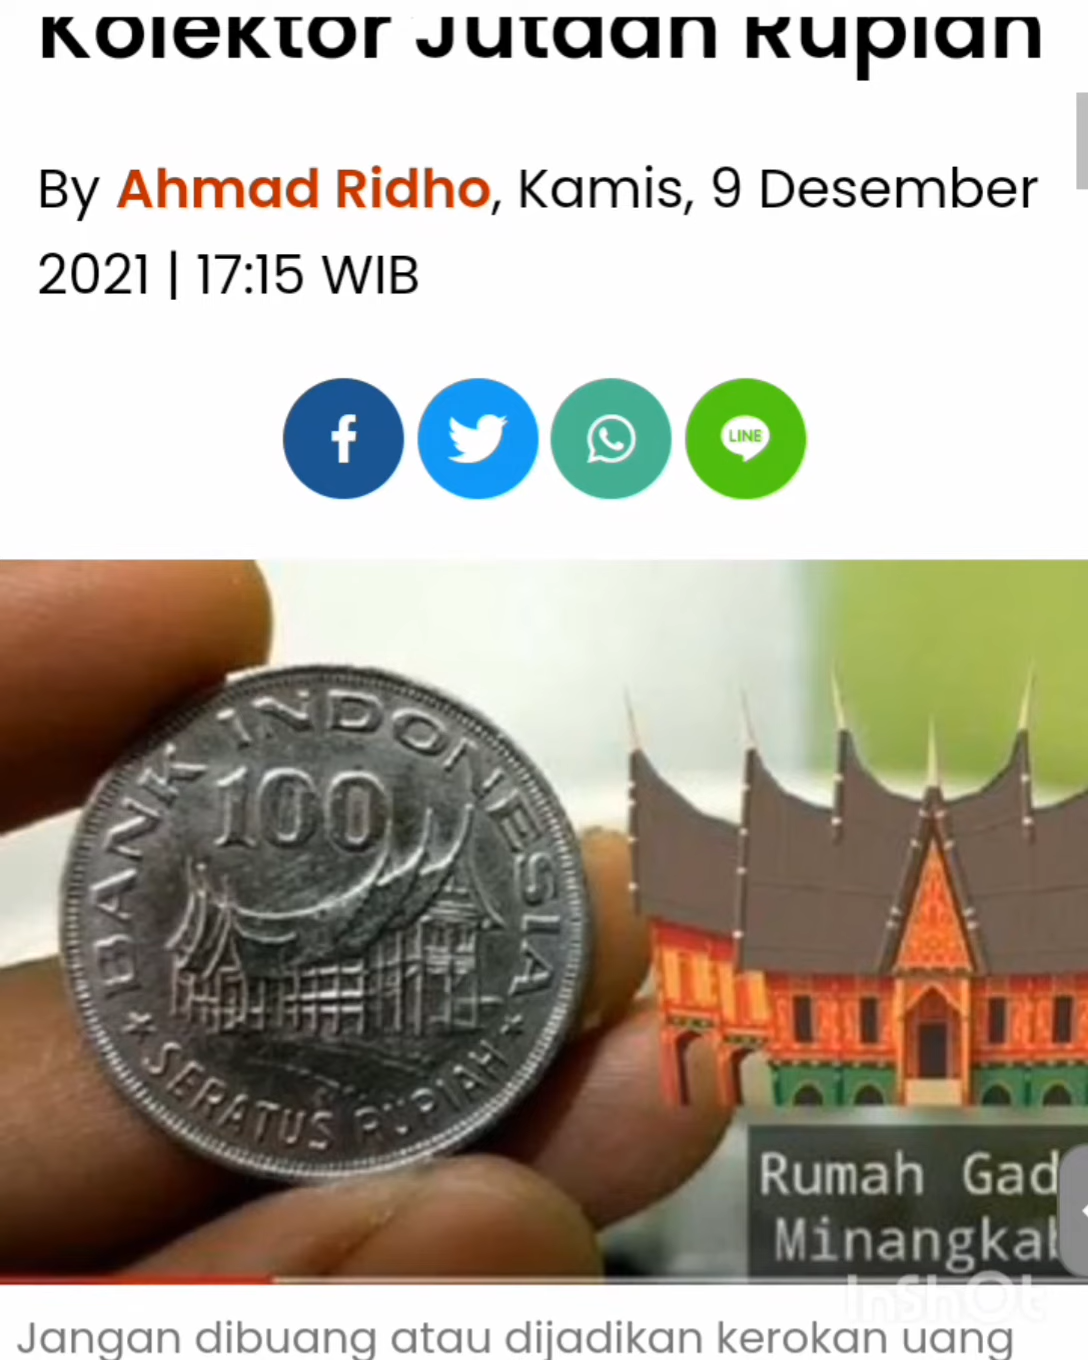 Kolektor Jutaan Rupiah
By Ahmad Ridho, Kamis, 9 Desember
2021 | 17:15 WIB
f
LINE
BANK INDONESIA
100
SERATUS RUPIAH
Rumah Gad
Minangka
InShOt
Jangan dibuang atau dijadikan kerokan uang